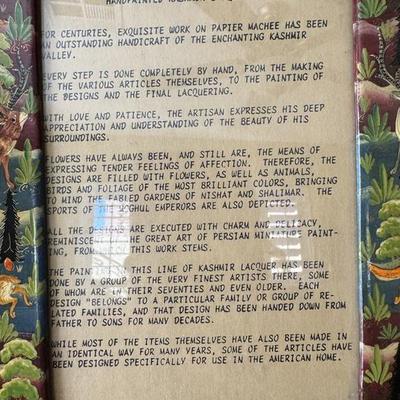 FOR CENTURIES, EXQUISITE WORK ON PAPIER MACHEE HAS BEEN
AN OUTSTANDING HANDICRAFT OF THE ENCHANTING KASHMIR
VALLEY.
EVERY STEP IS DONE COMPLETELY BY HAND, FROM THE MAKING
OF THE VARIOUS ARTICLES THEMSELVES, TO THE PAINTING OF
THE DESIGNS AND THE FINAL LACQUERING.
WITH LOVE AND PATIENCE, THE ARTISAN EXPRESSES HIS DEEP
APPRECIATION AND UNDERSTANDING OF THE BEAUTY OF HIS
SURROUNDINGS.
FLOWERS HAVE ALWAYS BEEN, AND STILL ARE, THE MEANS OF
EXPRESSING TENDER FEELINGS OF AFFECTION. THEREFORE, THE
DESIGNS ARE FILLED WITH FLOWERS, AS WELL AS ANIMALS,
BIRDS AND FOLIAGE OF THE MOST BRILLIANT COLORS, BRINGING
TO MIND THE FABLED GARDENS OF NISHAT AND SHALIMAR. THE
SPORTS OF MOGHUL EMPERORS ARE ALSO DEPICTED.
ALL THE DESIGNS ARE EXECUTED WITH CHARM AND DELICACY,
REMINISCENT OF THE GREAT ART OF PERSIAN MINIATURE PAINT-
ING, FROM THIS WORK STEMS.
THE PAINTING ON THIS LINE OF KASHMIR LACQUER HAS BEEN
DONE BY A GROUP OF THE VERY FINEST ARTISTS THERE, SOME
OF WHOM ARE IN THEIR SEVENTIES AND EVEN OLDER. EACH
DESIGN "BELONGS" TO A PARTICULAR FAMILY OR GROUP OF RE-
LATED FAMILIES, AND THAT DESIGN HAS BEEN HANDED DOWN FROM
FATHER TO SONS FOR MANY DECADES.
WHILE MOST OF THE ITEMS THEMSELVES HAVE ALSO BEEN MADE IN
AN IDENTICAL WAY FOR MANY YEARS, SOME OF THE ARTICLES HAVE
BEEN DESIGNED SPECIFICALLY FOR USE IN THE AMERICAN HOME.